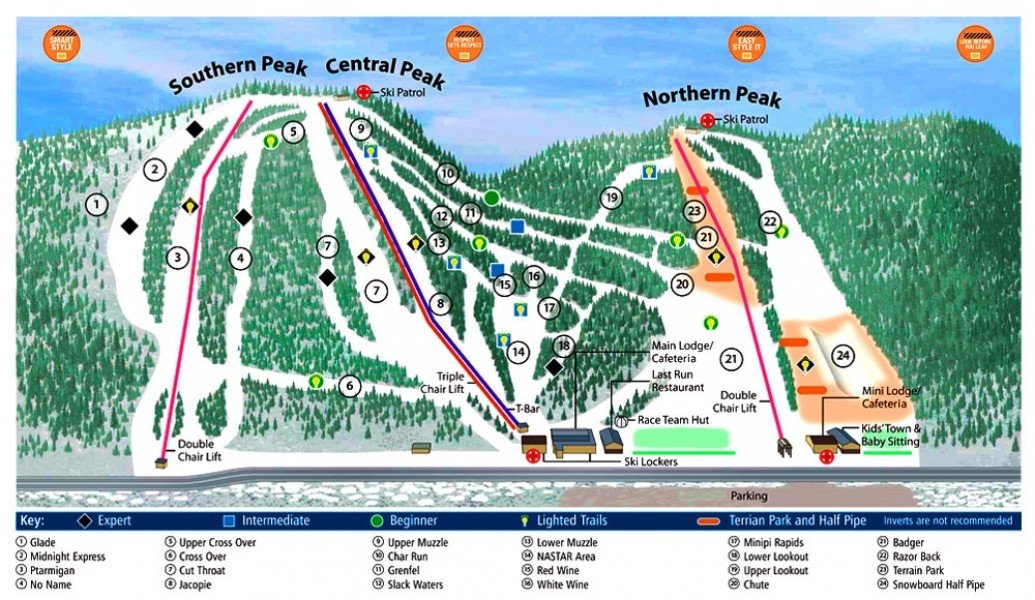 SMART
STYLE
RESPECT
GETS RESPECT
EASY
STYLE IT
LOOK BEFORE
YOU LEAP
Southern Peak
Central Peak
Ski Patrol
Northern Peak
Ski Patrol
5
9
2
10
1
19
12
11
23
22
7
13
21
3
4
16
15
20
7
8
17
18
14
21
24
6
Main Lodge/
Cafeteria
Last Run
Restaurant
Triple
Chair Lift
T-Bar
Race Team Hut
Double
Chair Lift
Mini Lodge/
Cafeteria
Kids' Town &
Baby Sitting
Double
Chair Lift
Ski Lockers
Parking
Key: Expert Intermediate Beginner Lighted Trails Terrian Park and Half Pipe Inverts are not recommended
1 Glade
2 Midnight Express
3 Ptarmigan
4 No Name
5 Upper Cross Over
6 Cross Over
7 Cut Throat
8 Jacopie
9 Upper Muzzle
10 Char Run
11 Grenfel
12 Slack Waters
13 Lower Muzzle
14 NASTAR Area
15 Red Wine
16 White Wine
17 Minipi Rapids
18 Lower Lookout
19 Upper Lookout
20 Chute
21 Badger
22 Razor Back
23 Terrain Park
24 Snowboard Half Pipe